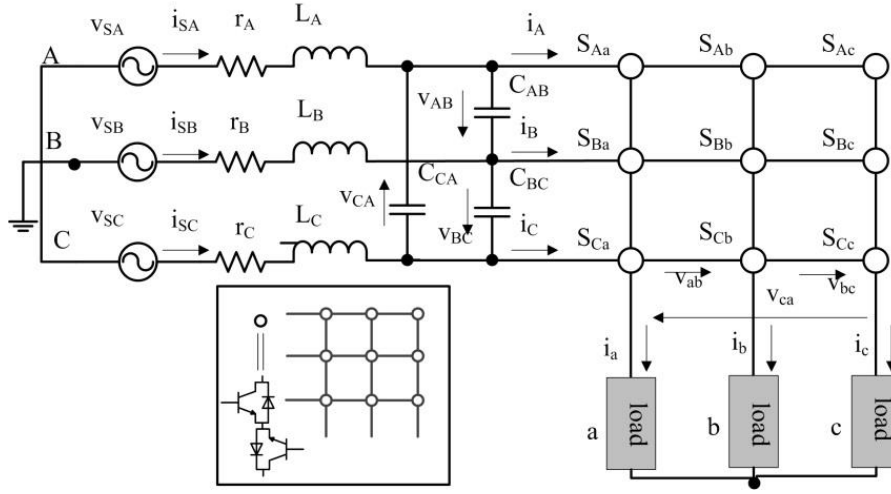 v_SA i_SA r_A L_A i_A S_Aa S_Ab S_Ac
A
v_AB C_AB
v_SB i_SB r_B L_B i_B S_Ba S_Bb S_Bc
B
v_CA C_CA C_BC
v_SC i_SC r_C L_C v_BC i_C S_Ca S_Cb S_Cc
C
v_ab v_ca v_bc
i_a i_b i_c
a load b load c load